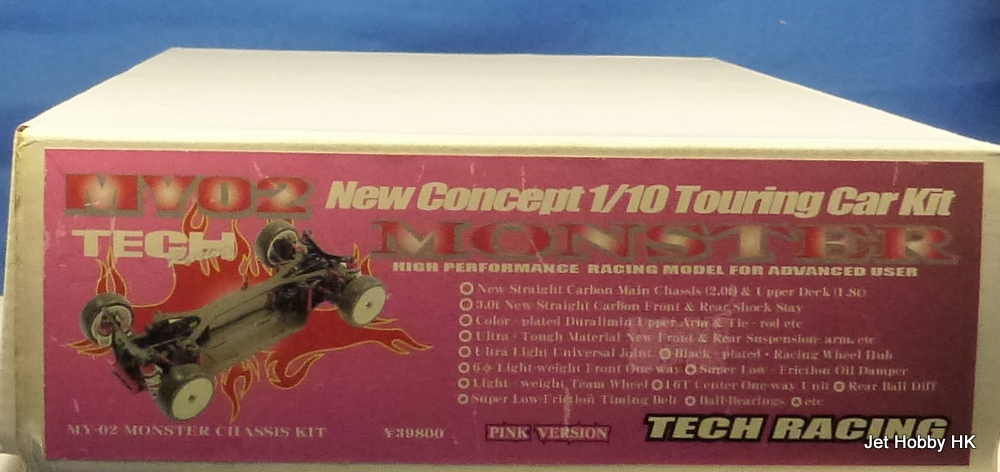 MY02
New Concept 1/10 Touring Car Kit
TECH
MONSTER
HIGH PERFORMANCE RACING MODEL FOR ADVANCED USER
New Straight Carbon Main Chassis (2.0t) & Upper Deck (1.8t)
3.0t New Straight Carbon Front & Rear Shock Stay
Color - plated Duralimin Upper Arm & Tie - rod etc
Ultra - Tough Material New Front & Rear Suspension arm, etc
Ultra Light Universal Joint Black - plated - Racing Wheel Hub
6φ Light-weight Front One-way Super Low - Friction Oil Damper
Light - weight Team Wheel 16T Center One-way Unit Rear Ball Diff
Super Low-Friction Timing Belt Ball-Bearings etc
MY-02 MONSTER CHASSIS KIT ¥39800 PINK VERSION TECH RACING
Jet Hobby HK